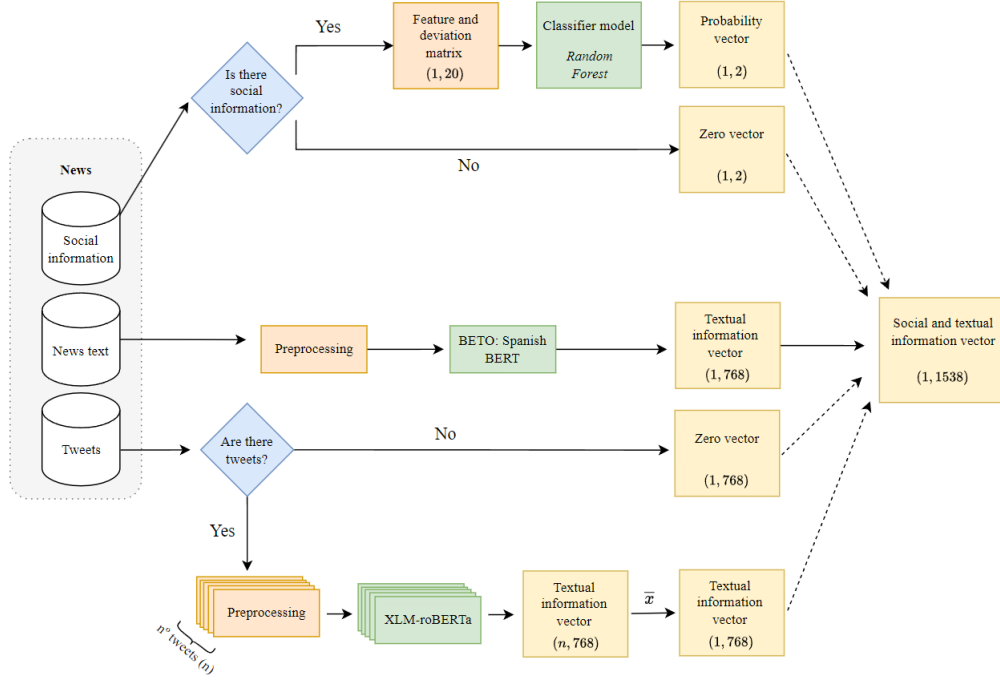 Yes
Feature and
deviation
matrix
(1, 20)
Classifier model
Random
Forest
Probability
vector
(1, 2)
Is there
social
information?
No
Zero vector
(1, 2)
News
Social
information
News text
Tweets
Preprocessing
BETO: Spanish
BERT
Textual
information
vector
(1, 768)
Social and textual
information vector
(1, 1538)
Are there
tweets?
No
Zero vector
(1, 768)
Yes
Preprocessing
nº tweets (n)
XLM-roBERTa
Textual
information
vector
(n, 768)
x̅
Textual
information
vector
(1, 768)